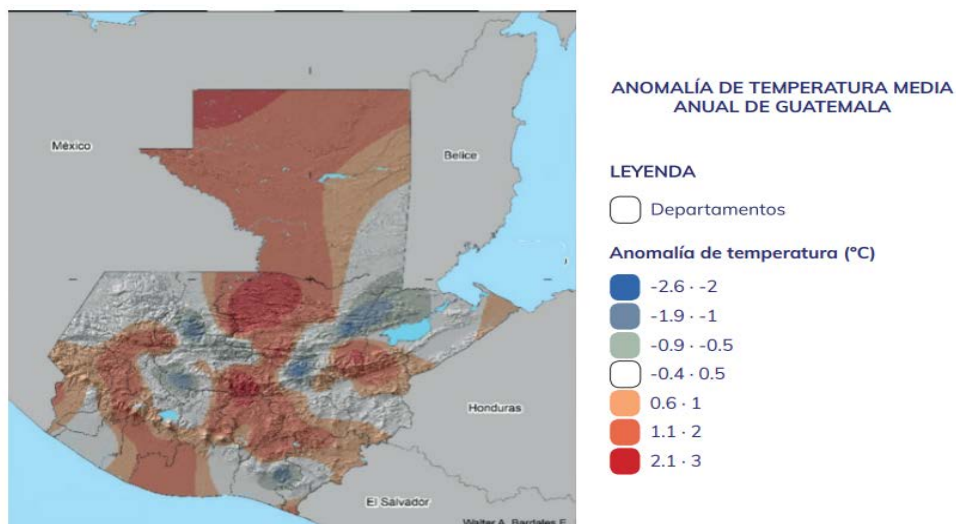 México
Belice
Honduras
El Salvador
Walter A. Bardales E.
ANOMALÍA DE TEMPERATURA MEDIA
ANUAL DE GUATEMALA
LEYENDA
Departamentos
Anomalía de temperatura (ºC)
-2.6 · -2
-1.9 · -1
-0.9 · -0.5
-0.4 · 0.5
0.6 · 1
1.1 · 2
2.1 · 3